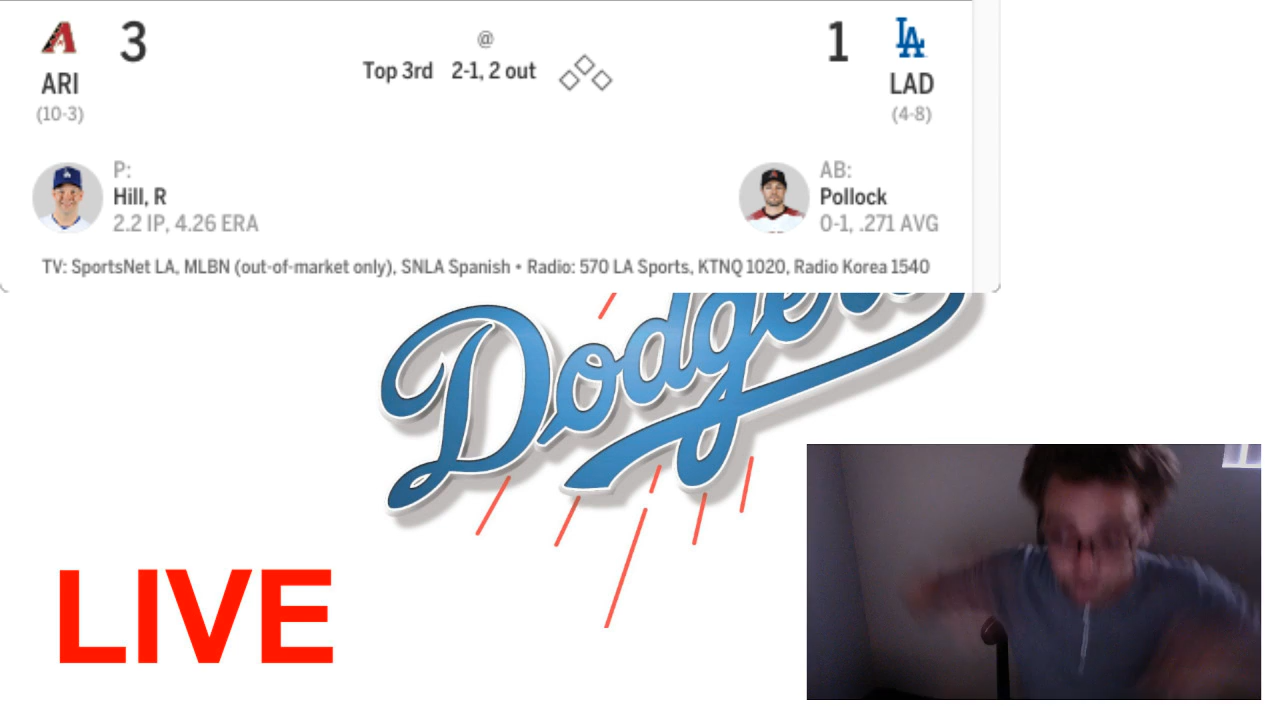 A 3 @ 1 LA
Top 3rd 2-1, 2 out
ARI LAD
(10-3) (4-8)
P: AB:
Hill, R Pollock
2.2 IP, 4.26 ERA 0-1, .271 AVG
TV: SportsNet LA, MLBN (out-of-market only), SNLA Spanish • Radio: 570 LA Sports, KTNQ 1020, Radio Korea 1540
Dodgers
LIVE